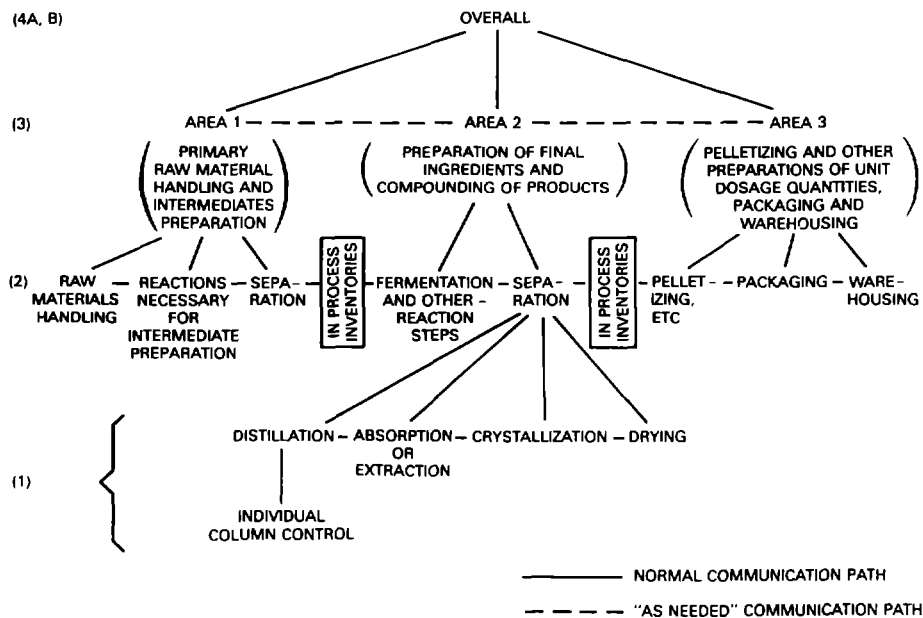 (4A, B) OVERALL
(3) AREA 1 AREA 2 AREA 3
PRIMARY
RAW MATERIAL
HANDLING AND
INTERMEDIATES
PREPARATION
PREPARATION OF FINAL
INGREDIENTS AND
COMPOUNDING OF PRODUCTS
PELLETIZING AND OTHER
PREPARATIONS OF UNIT
DOSAGE QUANTITIES,
PACKAGING AND
WAREHOUSING
(2)
RAW
MATERIALS
HANDLING
REACTIONS
NECESSARY
FOR
INTERMEDIATE
PREPARATION
SEPA-
RATION
IN PROCESS
INVENTORIES
FERMENTATION
AND OTHER
REACTION
STEPS
SEPA-
RATION
IN PROCESS
INVENTORIES
PELLET-
IZING,
ETC
PACKAGING
WARE-
HOUSING
(1)
DISTILLATION
ABSORPTION
OR
EXTRACTION
CRYSTALLIZATION
DRYING
INDIVIDUAL
COLUMN CONTROL
NORMAL COMMUNICATION PATH
"AS NEEDED" COMMUNICATION PATH